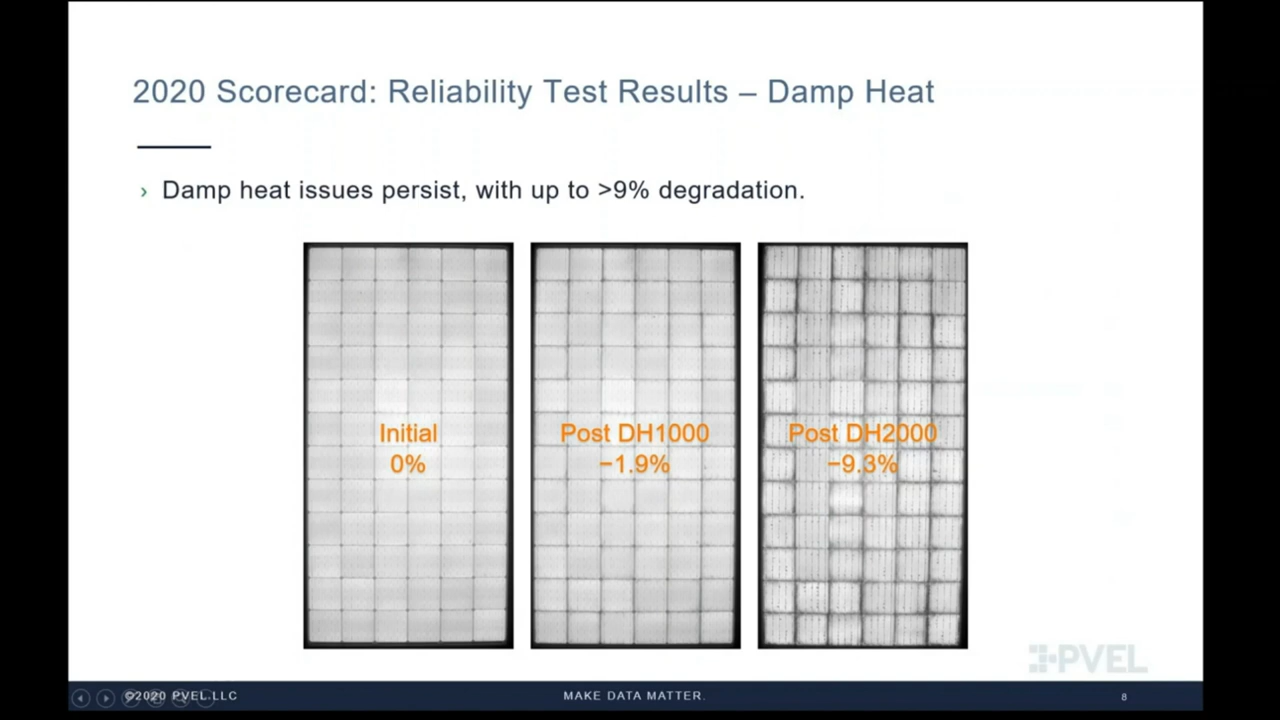 2020 Scorecard: Reliability Test Results – Damp Heat
› Damp heat issues persist, with up to >9% degradation.
Initial
0%
Post DH1000
−1.9%
Post DH2000
−9.3%
PVEL
©2020 PVEL.LLC
MAKE DATA MATTER.
8